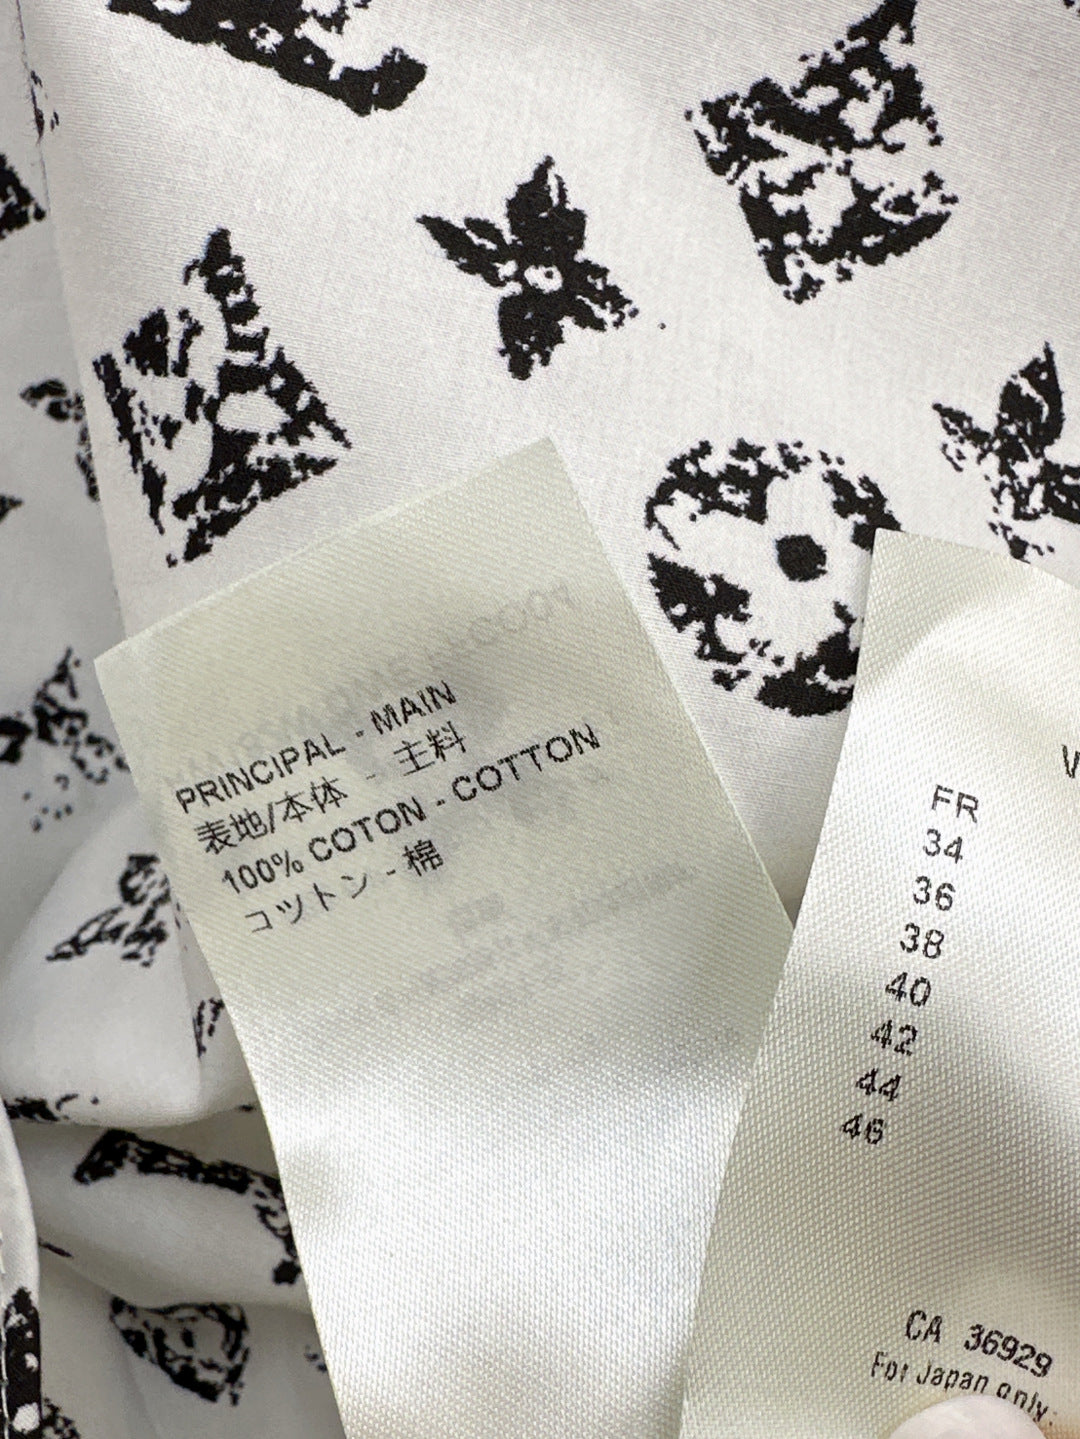 PRINCIPAL - MAIN
表地/本体 - 主料
100% COTON - COTTON
コットン - 棉
FR
34
36
38
40
42
44
46
CA 36929
For Japan only: